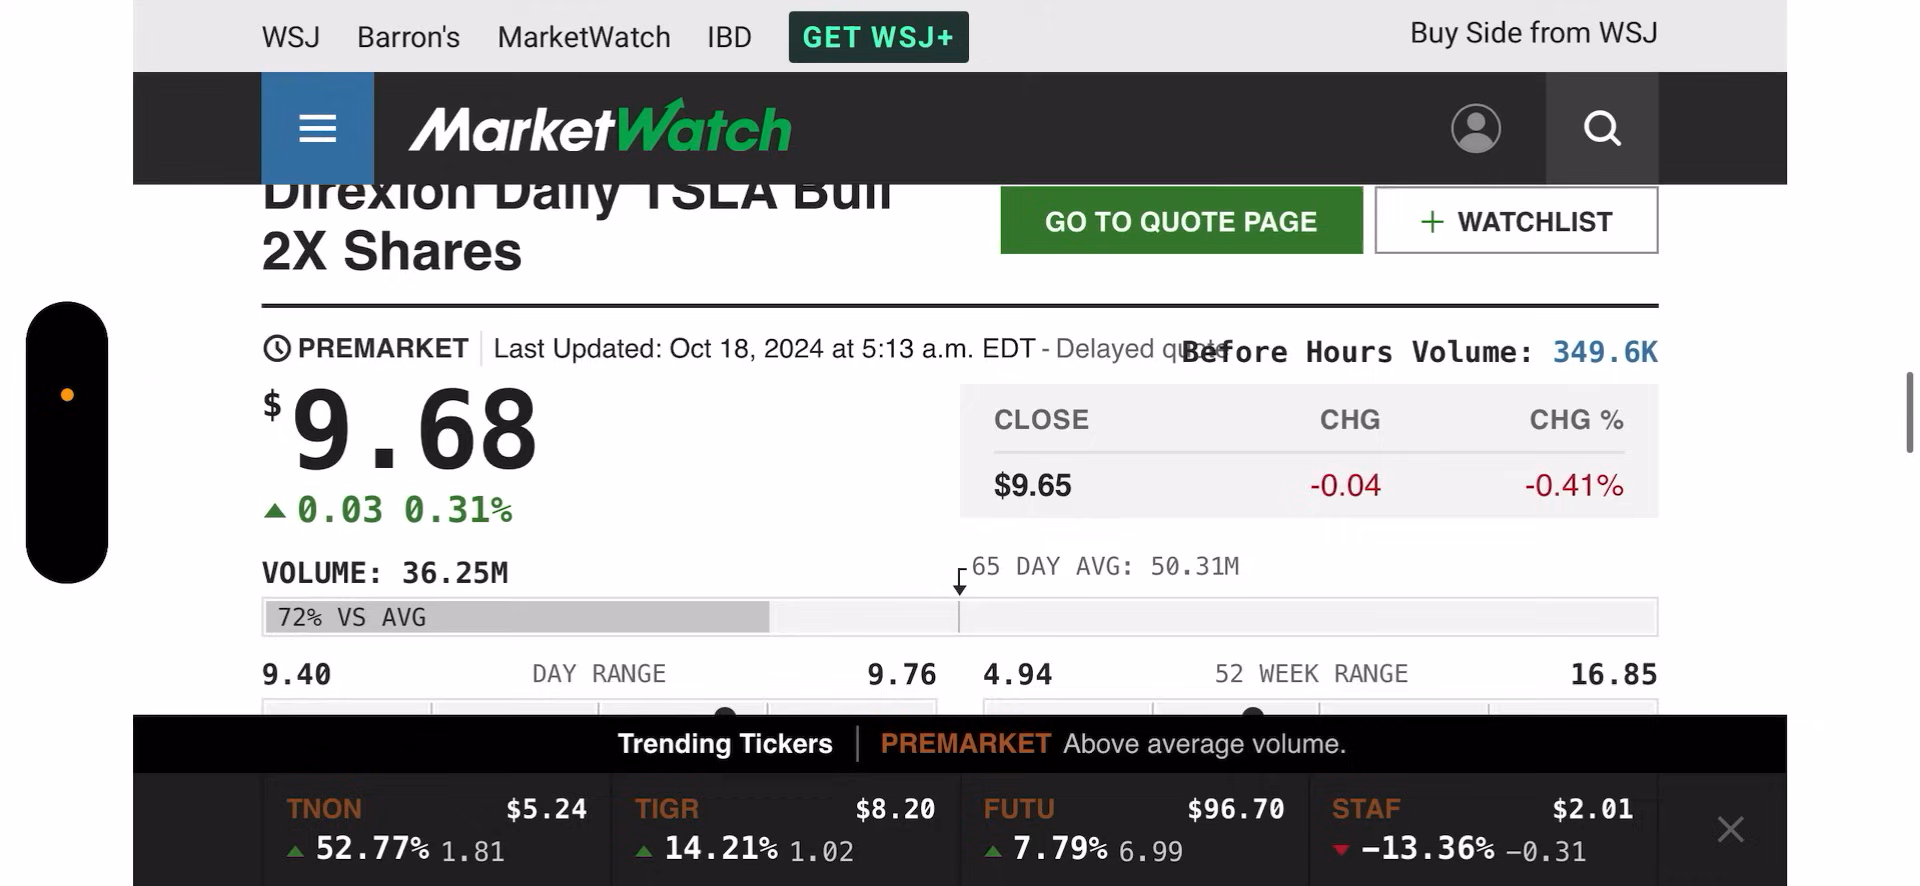 WSJ Barron's MarketWatch IBD GET WSJ+ Buy Side from WSJ
MarketWatch
Direxion Daily TSLA Bull
2X Shares
GO TO QUOTE PAGE + WATCHLIST
PREMARKET Last Updated: Oct 18, 2024 at 5:13 a.m. EDT - Delayed quote Before Hours Volume: 349.6K
$9.68
0.03 0.31%
CLOSE CHG CHG %
$9.65 -0.04 -0.41%
VOLUME: 36.25M 65 DAY AVG: 50.31M
72% VS AVG
9.40 DAY RANGE 9.76 4.94 52 WEEK RANGE 16.85
Trending Tickers PREMARKET Above average volume.
TNON $5.24 TIGR $8.20 FUTU $96.70 STAF $2.01
52.77% 1.81 14.21% 1.02 7.79% 6.99 -13.36% -0.31